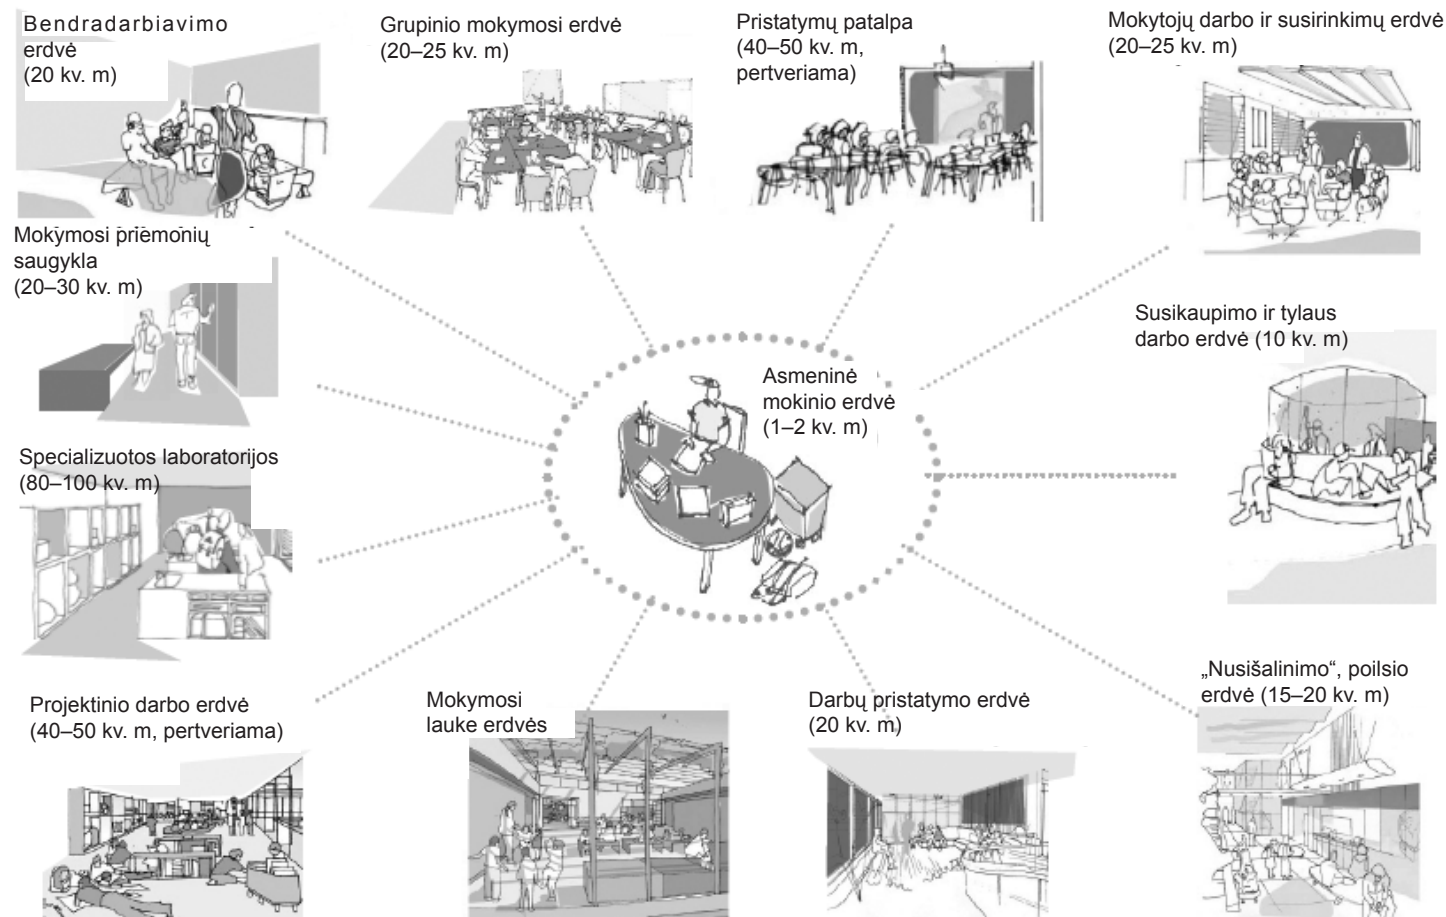 Bendradarbiavimo
erdvė
(20 kv. m)
Grupinio mokymosi erdvė
(20–25 kv. m)
Pristatymų patalpa
(40–50 kv. m,
pertveriama)
Mokytojų darbo ir susirinkimų erdvė
(20–25 kv. m)
Mokymosi priemonių
saugykla
(20–30 kv. m)
Susikaupimo ir tylaus
darbo erdvė (10 kv. m)
Asmeninė
mokinio erdvė
(1–2 kv. m)
Specializuotos laboratorijos
(80–100 kv. m)
Projektinio darbo erdvė
(40–50 kv. m, pertveriama)
Mokymosi
lauke erdvės
Darbų pristatymo erdvė
(20 kv. m)
„Nusišalinimo“, poilsio
erdvė (15–20 kv. m)